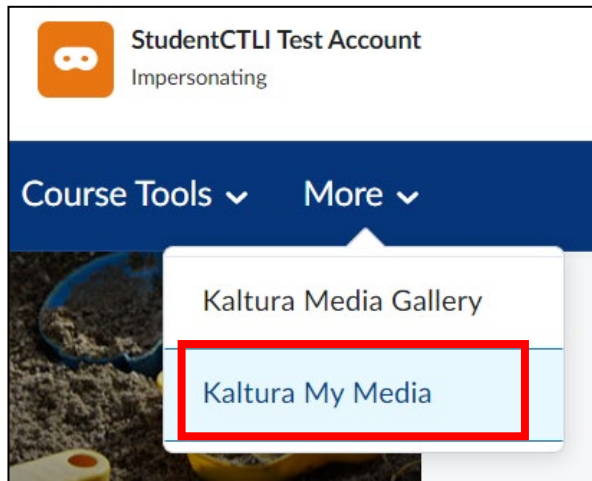 StudentCTLI Test Account
Impersonating
Course Tools More
Kaltura Media Gallery
Kaltura My Media